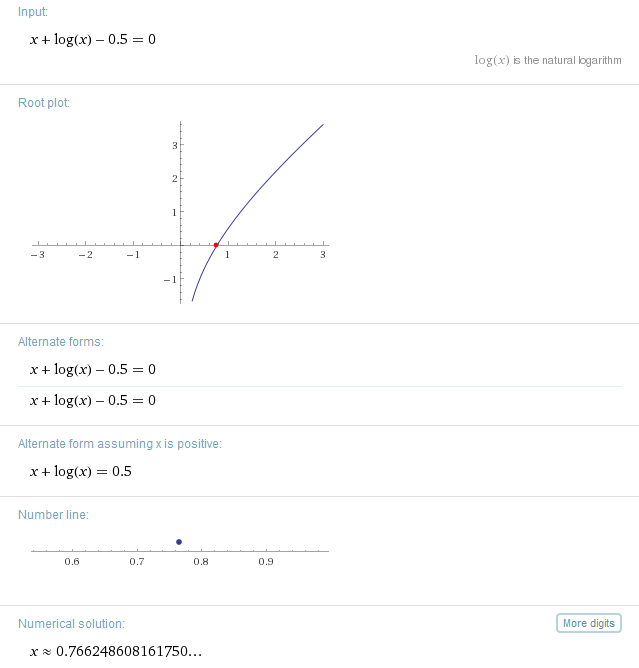 Input:
x + log(x) − 0.5 = 0
log(x) is the natural logarithm
Root plot:
3
2
1
−3 −2 −1 1 2 3
−1
Alternate forms:
x + log(x) − 0.5 = 0
x + log(x) − 0.5 = 0
Alternate form assuming x is positive:
x + log(x) = 0.5
Number line:
0.6 0.7 0.8 0.9
Numerical solution:
More digits
x ≈ 0.766248608161750...